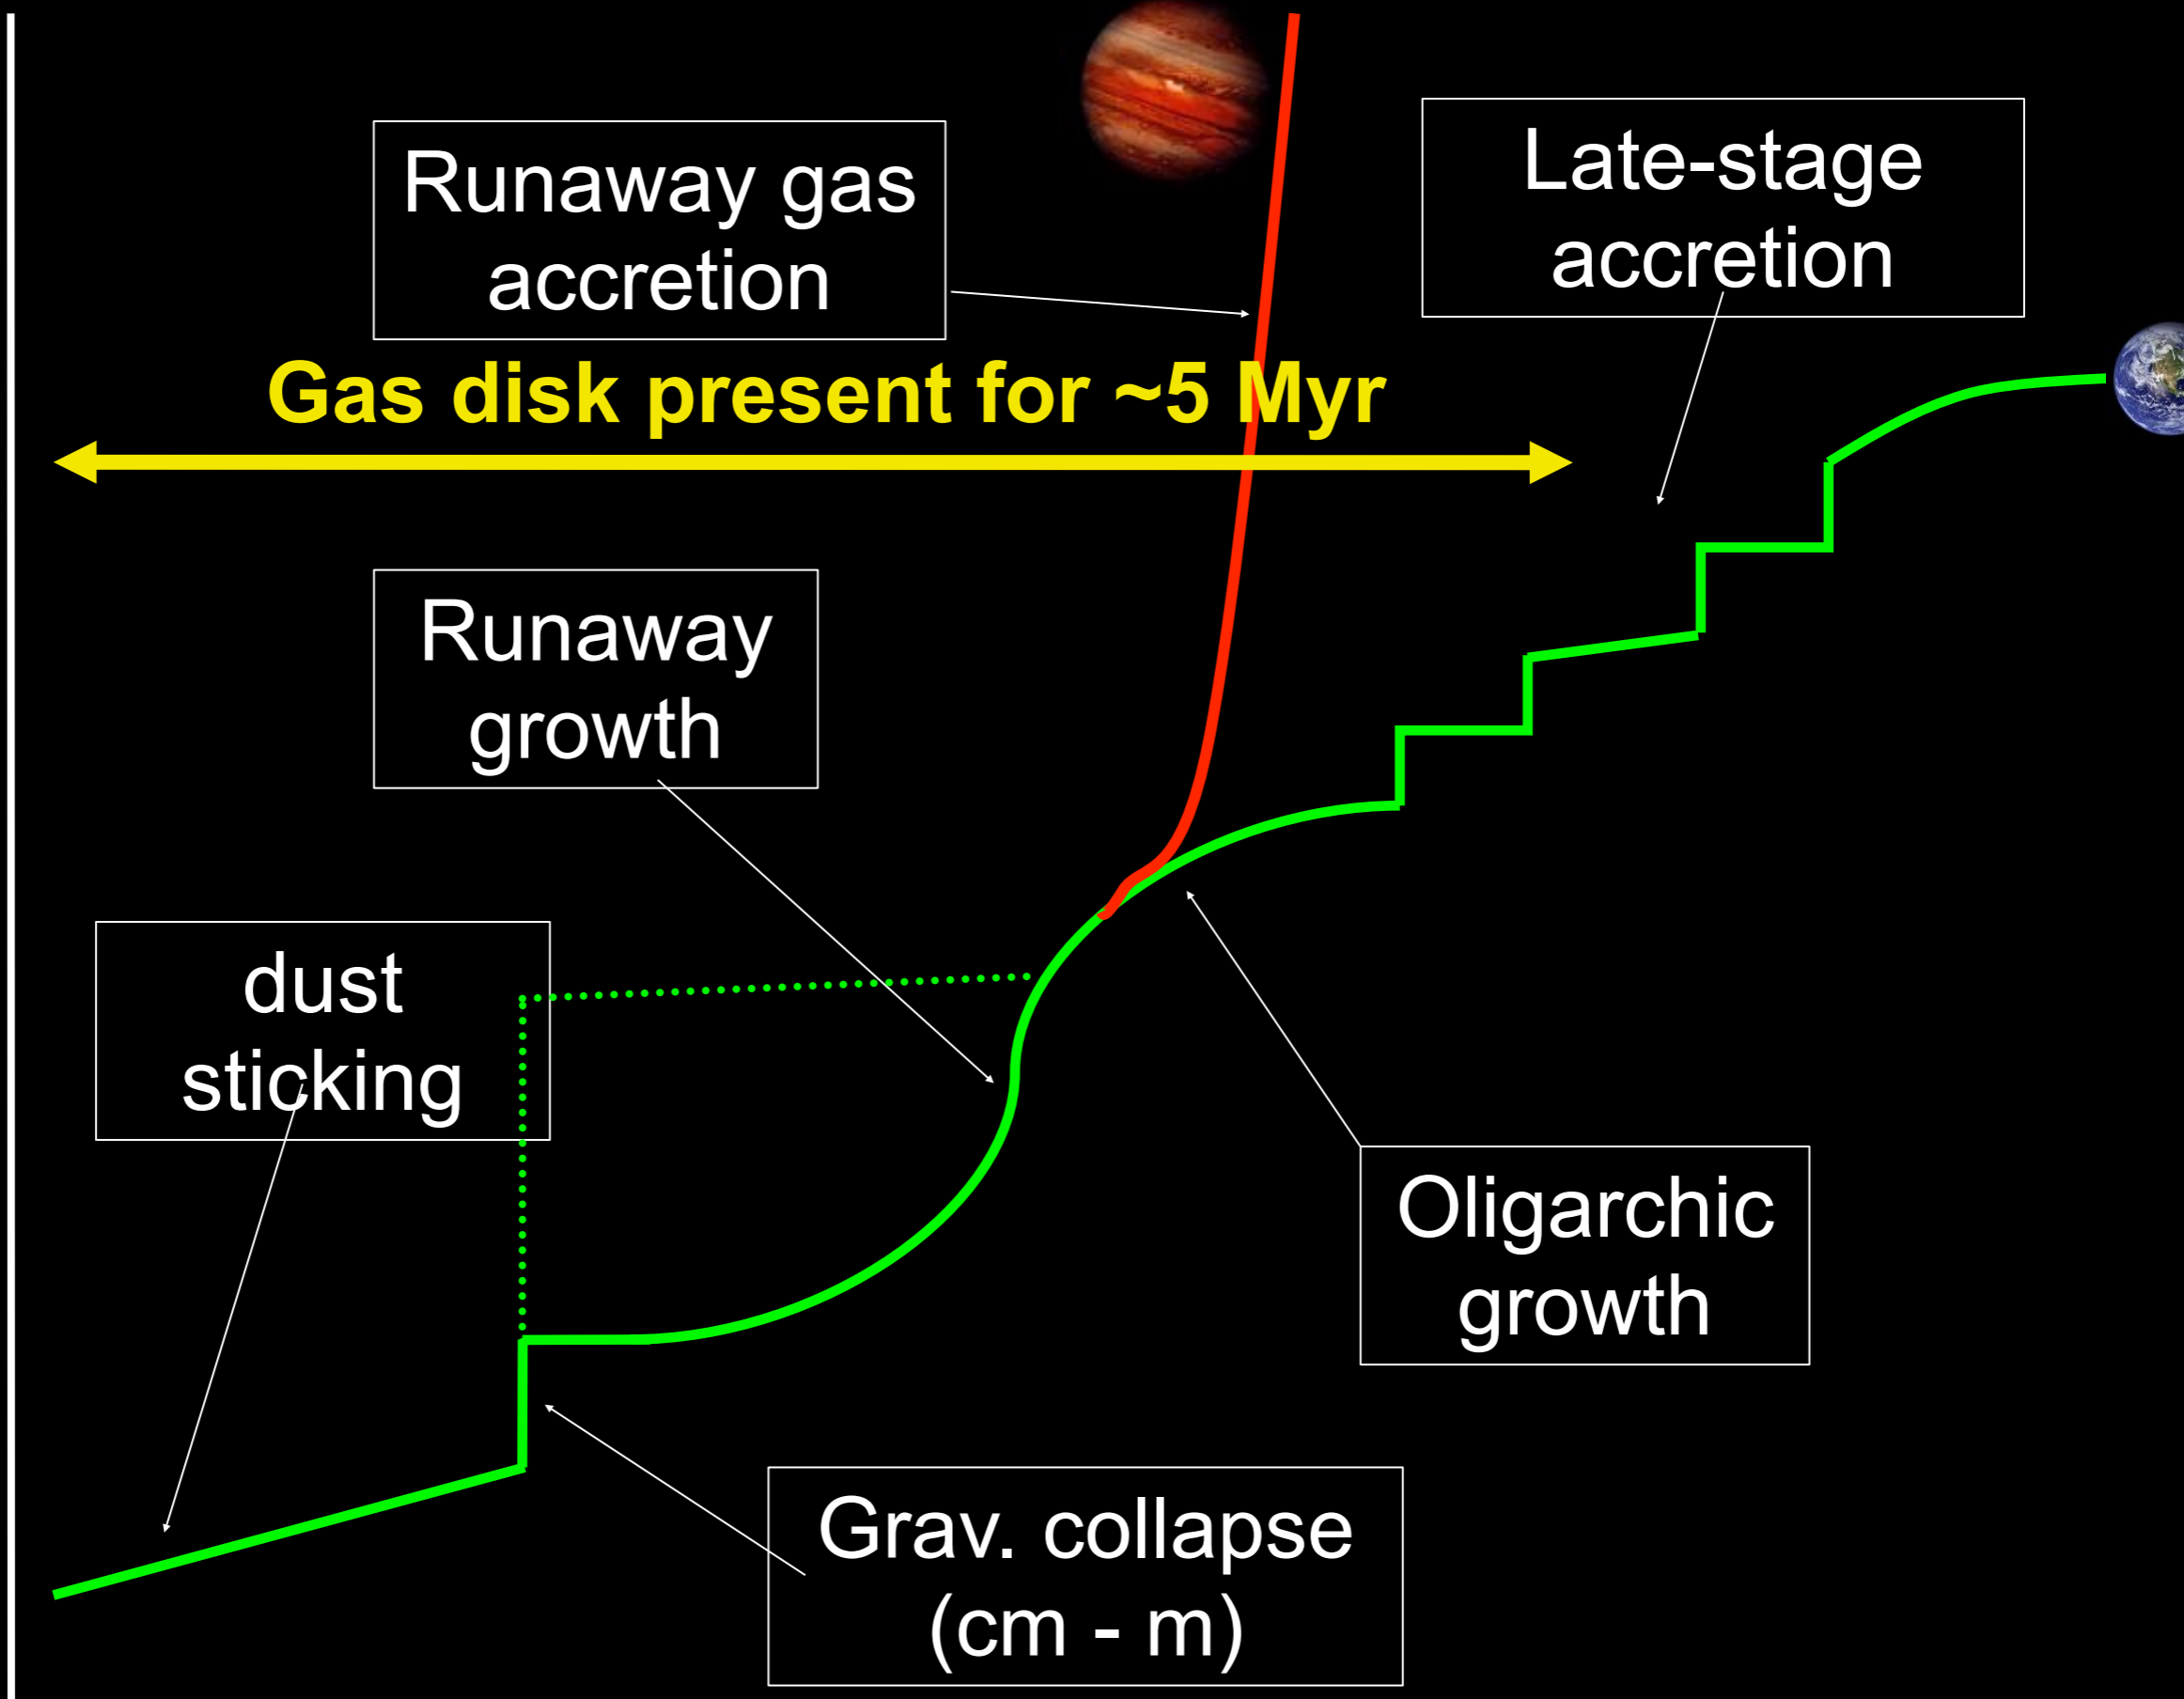 Runaway gas
accretion
Late-stage
accretion
Gas disk present for ~5 Myr
Runaway
growth
dust
sticking
Oligarchic
growth
Grav. collapse
(cm - m)